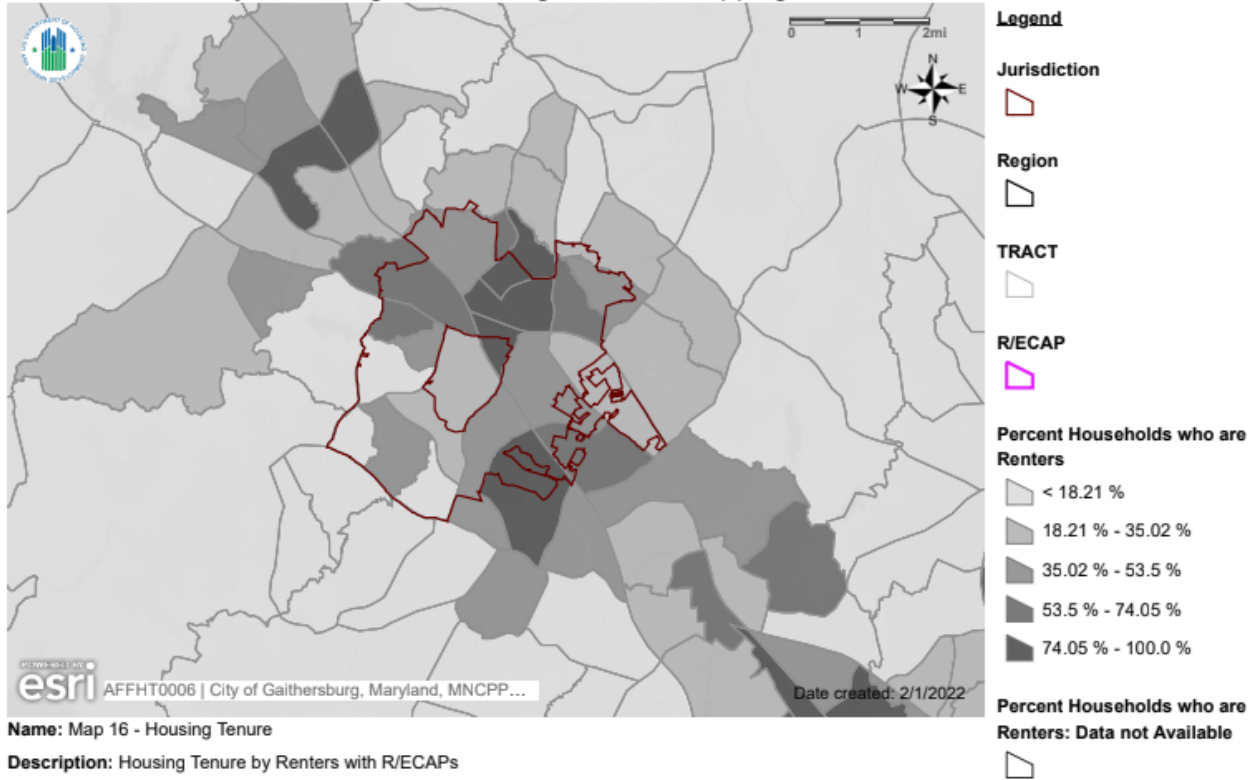 Legend
0 1 2mi
N
W E
S
Jurisdiction
Region
TRACT
R/ECAP
Percent Households who are
Renters
< 18.21 %
18.21 % - 35.02 %
35.02 % - 53.5 %
53.5 % - 74.05 %
74.05 % - 100.0 %
Percent Households who are
Renters: Data not Available
POWERED BY
esri
AFFHT0006 | City of Gaithersburg, Maryland, MNCPP...
Date created: 2/1/2022
Name: Map 16 - Housing Tenure
Description: Housing Tenure by Renters with R/ECAPs